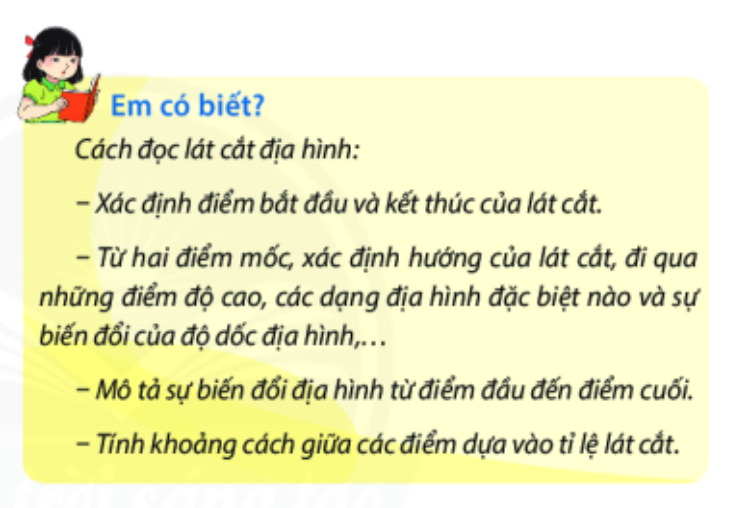 Em có biết?
Cách đọc lát cắt địa hình:
– Xác định điểm bắt đầu và kết thúc của lát cắt.
– Từ hai điểm mốc, xác định hướng của lát cắt, đi qua
những điểm độ cao, các dạng địa hình đặc biệt nào và sự
biến đổi của độ dốc địa hình,…
– Mô tả sự biến đổi địa hình từ điểm đầu đến điểm cuối.
– Tính khoảng cách giữa các điểm dựa vào tỉ lệ lát cắt.